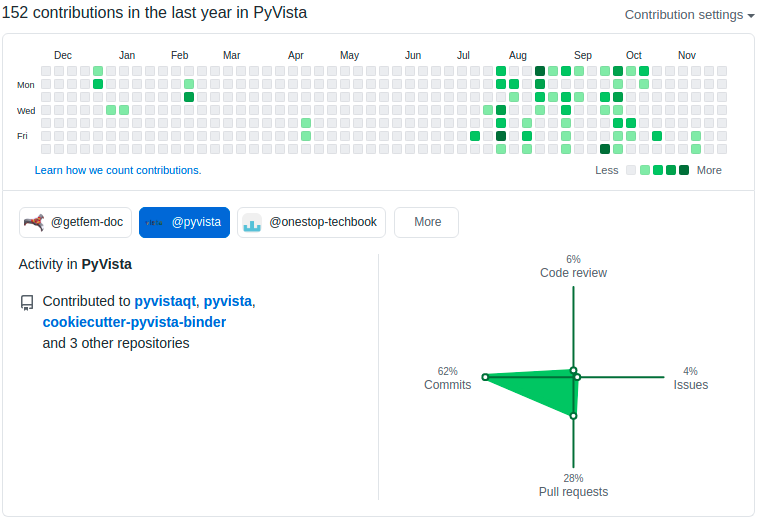 152 contributions in the last year in PyVista
Contribution settings
Dec Jan Feb Mar Apr May Jun Jul Aug Sep Oct Nov
Mon
Wed
Fri
Learn how we count contributions.
Less More
@getfem-doc @pyvista @onestop-techbook More
Activity in PyVista
Contributed to pyvistaqt, pyvista,
cookiecutter-pyvista-binder
and 3 other repositories
6%
Code review
62%
Commits
4%
Issues
28%
Pull requests